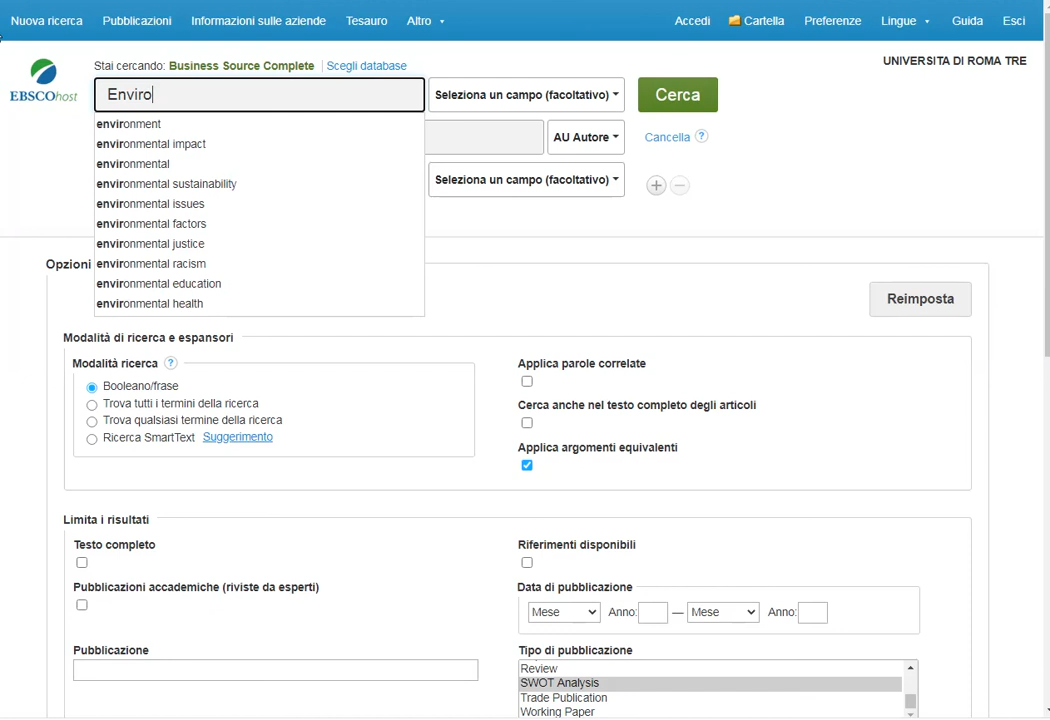 Nuova ricerca Pubblicazioni Informazioni sulle aziende Tesauro Altro Accedi Cartella Preferenze Lingue Guida Esci
Stai cercando: Business Source Complete Scegli database UNIVERSITA DI ROMA TRE
EBSCOhost
Enviro Seleziona un campo (facoltativo) Cerca
environment
AU Autore Cancella ?
environmental impact
environmental
environmental sustainability Seleziona un campo (facoltativo)
environmental issues
environmental factors
environmental justice
environmental racism
environmental education
environmental health
Opzioni
Reimposta
Modalità di ricerca e espansori
Modalità ricerca ?
Booleano/frase
Trova tutti i termini della ricerca
Trova qualsiasi termine della ricerca
Ricerca SmartText Suggerimento
Applica parole correlate
Cerca anche nel testo completo degli articoli
Applica argomenti equivalenti
Limita i risultati
Testo completo
Riferimenti disponibili
Pubblicazioni accademiche (riviste da esperti)
Data di pubblicazione
Mese Anno: — Mese Anno:
Pubblicazione
Tipo di pubblicazione
Review
SWOT Analysis
Trade Publication
Working Paper